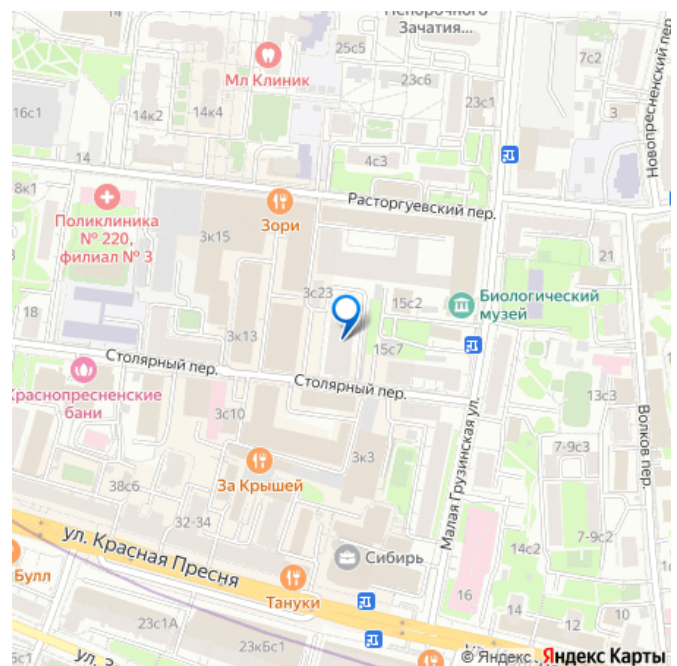 Непорочного
Зачатия...
25с5
Мл Клиник
7с2
23с6
23с1
Новопресненский пер.
16с1
14к2
14к4
3
14
4с3
8к1
Расторгуевский пер.
Поликлиника
№ 220,
филиал № 3
Зори
3к15
21
3с23
15с2
Биологический
музей
18
3к13
15с7
Столярный пер.
Столярный пер.
Краснопресненские
бани
13с3
3с10
Малая Грузинская ул.
Волков пер.
7-9с3
3к3
За Крышей
38с6
32-34
ул. Красная Пресня
7-9с2
14с2
Сибирь
Булл
Тануки
16
14
12
10
23с1А
23кБс1
ул. З
© Яндекс
Яндекс Карты